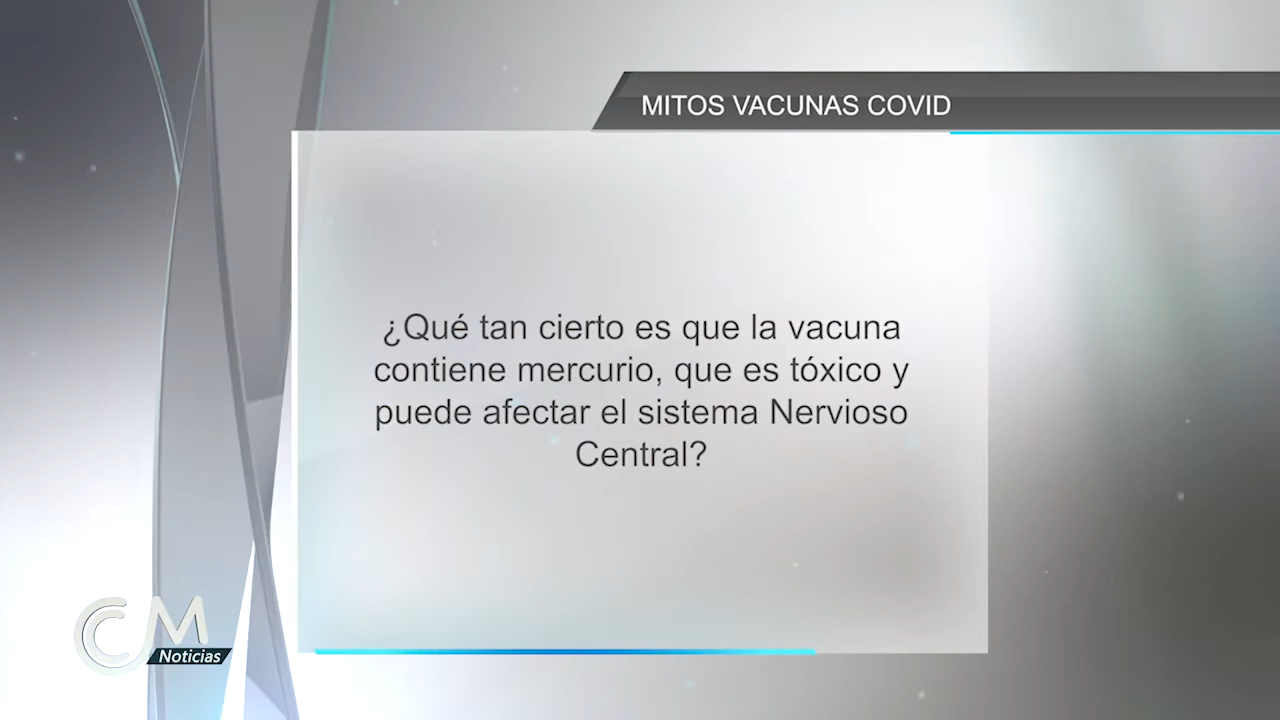 MITOS VACUNAS COVID
¿Qué tan cierto es que la vacuna
contiene mercurio, que es tóxico y
puede afectar el sistema Nervioso
Central?
CM
Noticias